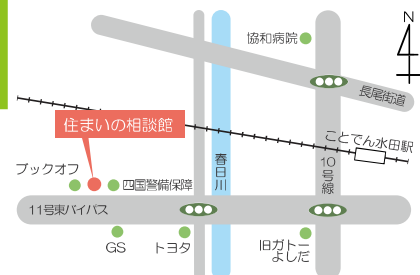 N
協和病院
長尾街道
住まいの相談館
ことでん水田駅
春日川
10号線
ブックオフ
四国警備保障
11号東バイパス
GS
トヨタ
旧ガトー
よしだ